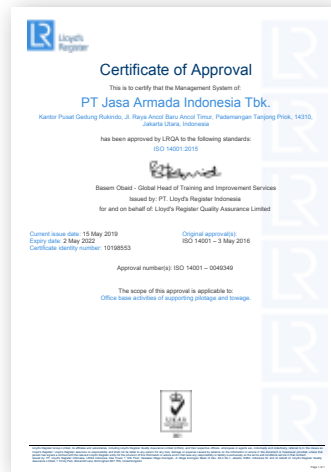 Lloyd's
Register
Certificate of Approval
This is to certify that the Management System of:
PT Jasa Armada Indonesia Tbk.
Kantor Pusat Gedung Rukindo, Jl. Raya Ancol Baru Ancol Timur, Pademangan Tanjong Priok, 14310,
Jakarta Utara, Indonesia
has been approved by LRQA to the following standards:
ISO 14001:2015
Basem Obaid - Global Head of Training and Improvement Services
Issued by: PT. Lloyd's Register Indonesia
for and on behalf of: Lloyd's Register Quality Assurance Limited
Current issue date: 15 May 2019
Expiry date: 2 May 2022
Certificate identity number: 10198553
Original approval(s):
ISO 14001 – 3 May 2016
Approval number(s): ISO 14001 – 0049349
The scope of this approval is applicable to:
Office base activities of supporting pilotage and towage.
UKAS
Page 1 of 1